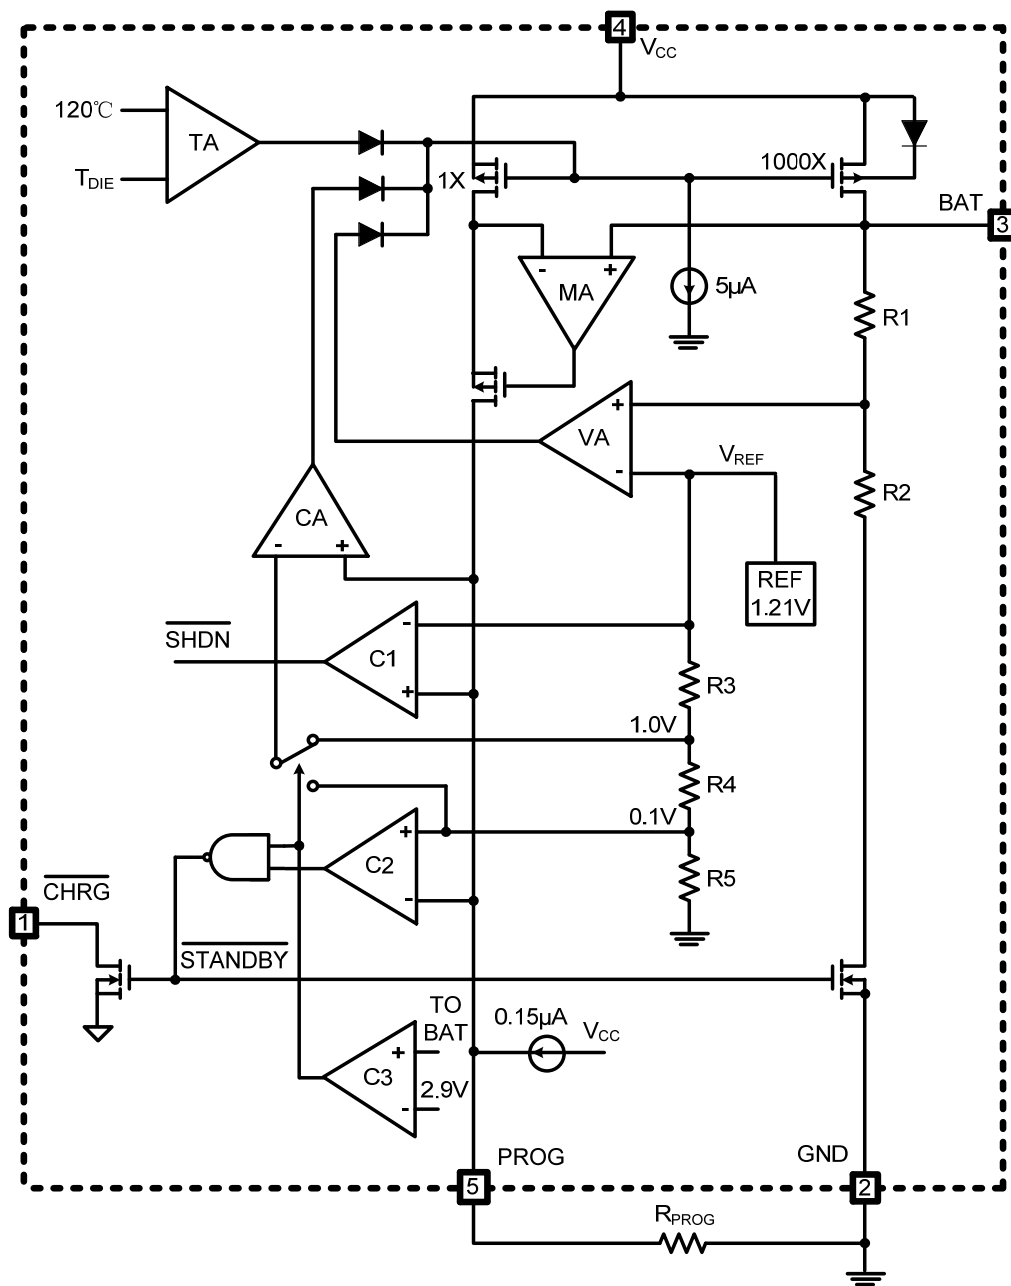 4
VCC
120℃
TA
TDIE
1X
1000X
BAT
3
- +
MA
5µA
R1
+
VA
-
VREF
R2
CA
- +
REF
1.21V
SHDN
-
C1
+
R3
1.0V
R4
0.1V
+
C2
-
R5
CHRG
1
STANDBY
TO
BAT
0.15µA
VCC
+
C3
2.9V
-
PROG
GND
5
2
RPROG